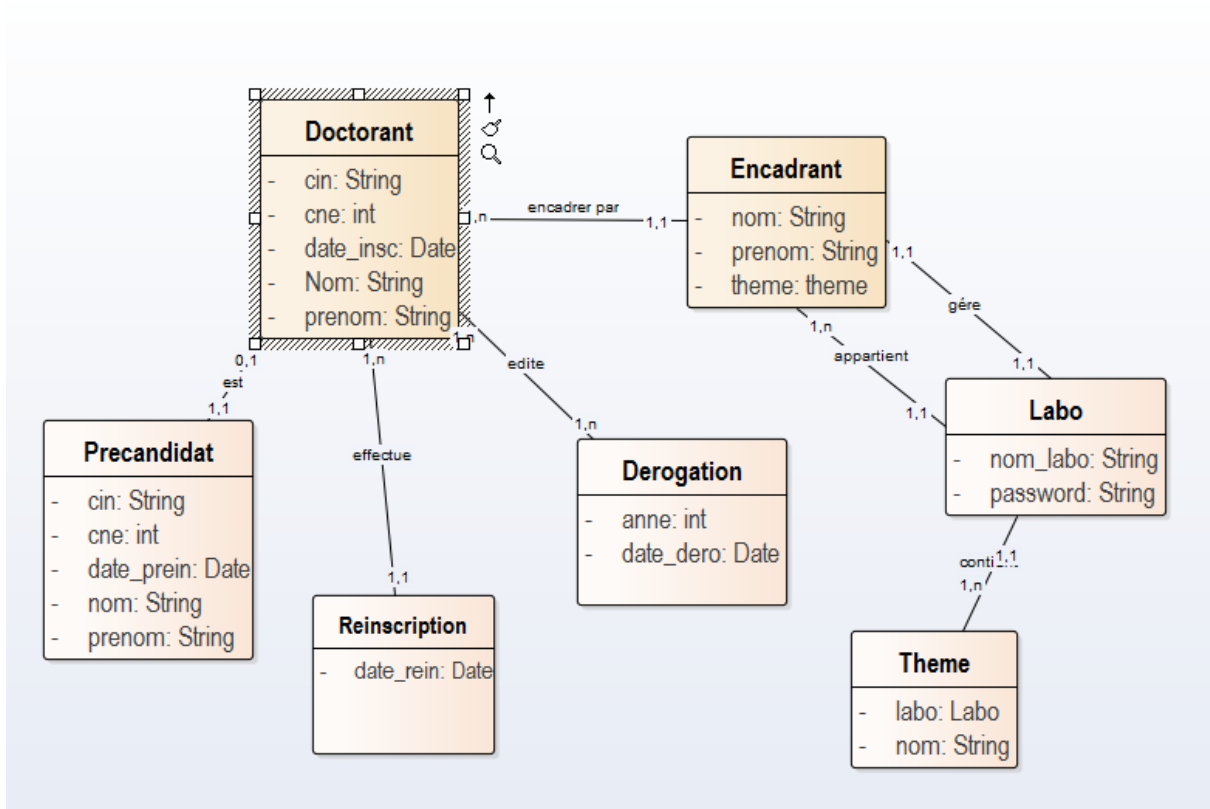 Doctorant
- cin: String
- cne: int
- date_insc: Date
- Nom: String
- prenom: String
,n
encadrer par
1,1
Encadrant
- nom: String
- prenom: String
- theme: theme
1,1
gére
1,1
1,n
appartient
1,1
Labo
- nom_labo: String
- password: String
0,1
est
1,1
1,n
effectue
1,1
1,n
edite
1,n
Precandidat
- cin: String
- cne: int
- date_prein: Date
- nom: String
- prenom: String
Reinscription
- date_rein: Date
Derogation
- anne: int
- date_dero: Date
1,1
1,n
Theme
- labo: Labo
- nom: String